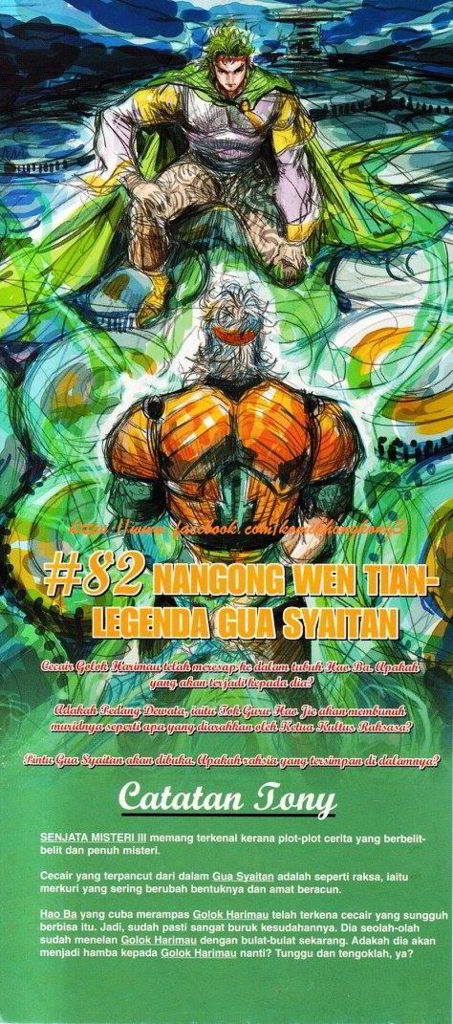 #82 NANGONG WEN TIAN-
LEGENDA GUA SYAITAN
Cecair Golok Harimau telah meresap ke dalam tubuh Hao Ba. Apakah
yang akan terjadi kepada dia?
Adakah Pedang Dewata, iaitu Tok Guru Hao Jie akan membunuh
muridnya seperti apa yang diarahkan oleh Ketua Kultus Raksasa?
Pintu Gua Syaitan akan dibuka. Apakah rahsia yang tersimpan di dalamnya?
Catatan Tony
SENJATA MISTERI III memang terkenal kerana plot-plot cerita yang berbelit-
belit dan penuh misteri.
Cecair yang terpancut dari dalam Gua Syaitan adalah seperti raksa, iaitu
merkuri yang sering berubah bentuknya dan amat beracun.
Hao Ba yang cuba merampas Golok Harimau telah terkena cecair yang sungguh
berbisa itu. Jadi, sudah pasti sangat buruk kesudahannya. Dia seolah-olah
sudah menelan Golok Harimau dengan bulat-bulat sekarang. Adakah dia akan
menjadi hamba kepada Golok Harimau nanti? Tunggu dan tengoklah, ya?